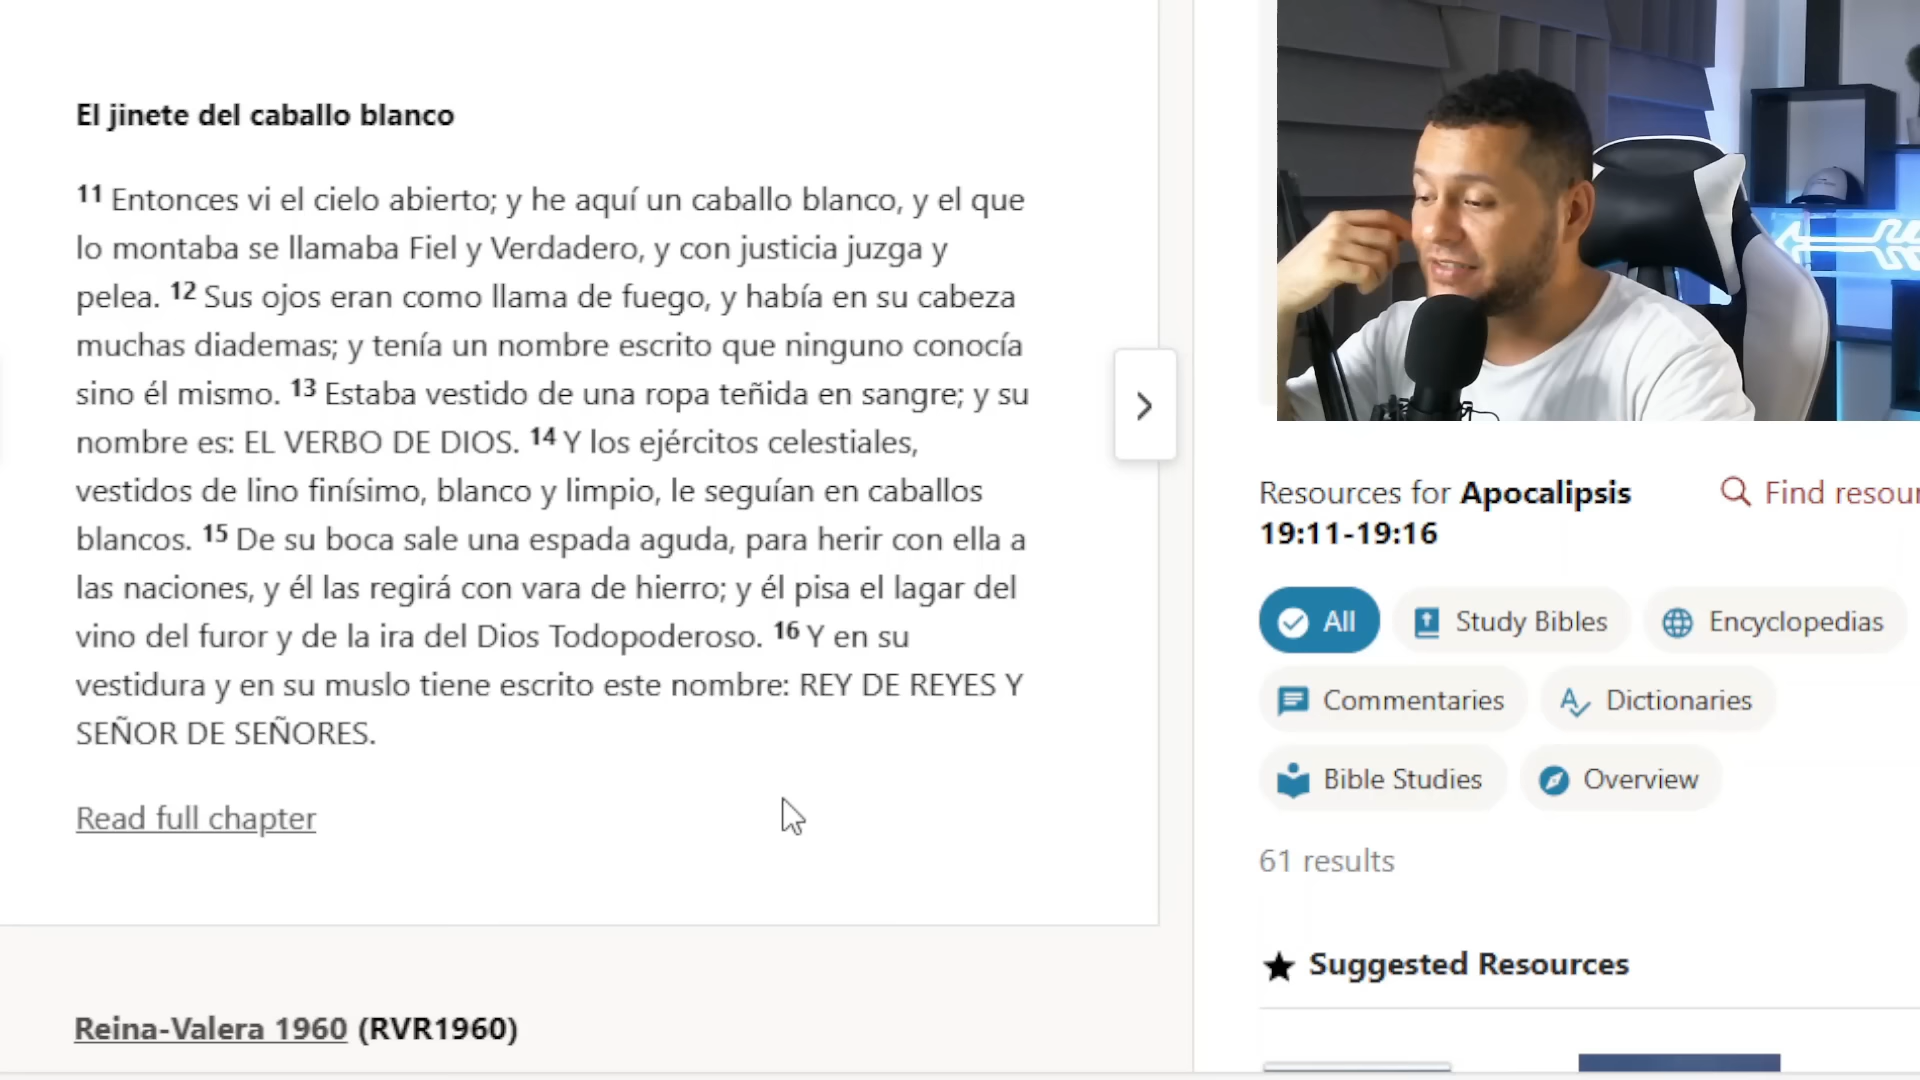 El jinete del caballo blanco
11 Entonces vi el cielo abierto; y he aquí un caballo blanco, y el que
lo montaba se llamaba Fiel y Verdadero, y con justicia juzga y
pelea. 12 Sus ojos eran como llama de fuego, y había en su cabeza
muchas diademas; y tenía un nombre escrito que ninguno conocía
sino él mismo. 13 Estaba vestido de una ropa teñida en sangre; y su
nombre es: EL VERBO DE DIOS. 14 Y los ejércitos celestiales,
vestidos de lino finísimo, blanco y limpio, le seguían en caballos
blancos. 15 De su boca sale una espada aguda, para herir con ella a
las naciones, y él las regirá con vara de hierro; y él pisa el lagar del
vino del furor y de la ira del Dios Todopoderoso. 16 Y en su
vestidura y en su muslo tiene escrito este nombre: REY DE REYES Y
SEÑOR DE SEÑORES.
Read full chapter
Reina-Valera 1960 (RVR1960)
Resources for Apocalipsis
19:11-19:16
Find resour
All
Study Bibles
Encyclopedias
Commentaries
Dictionaries
Bible Studies
Overview
61 results
Suggested Resources